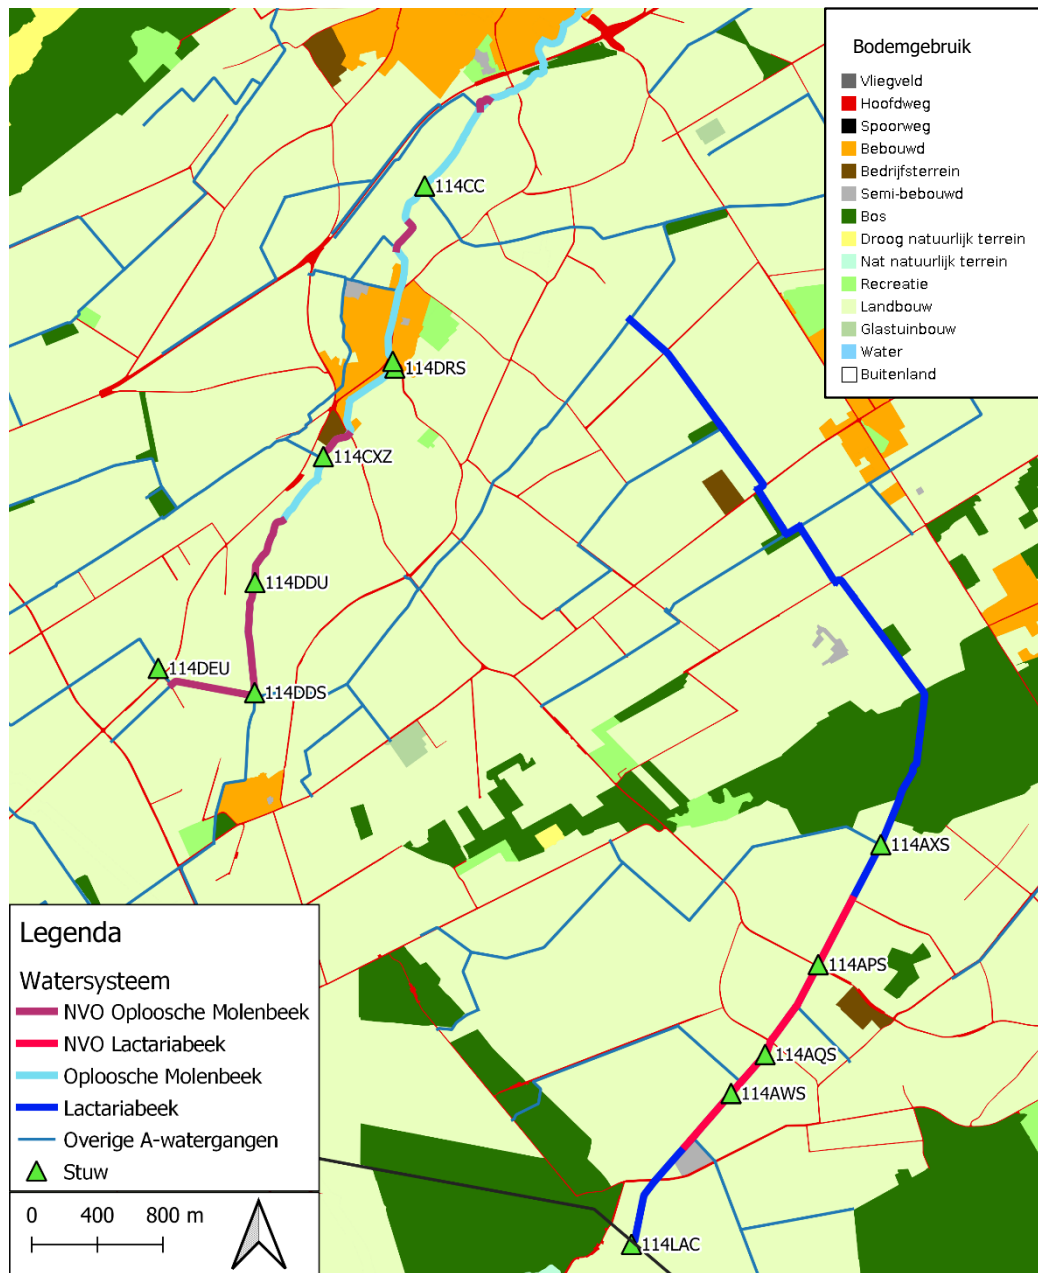 Bodemgebruik
Vliegveld
Hoofdweg
Spoorweg
Bebouwd
Bedrijfsterrein
Semi-bebouwd
Bos
Droog natuurlijk terrein
Nat natuurlijk terrein
Recreatie
Landbouw
Glastuinbouw
Water
Buitenland
114CC
114DRS
114CXZ
114DDU
114DEU
114DDS
114AXS
114APS
114AQS
114AWS
114LAC
Legenda
Watersysteem
NVO Oploosche Molenbeek
NVO Lactariabeek
Oploosche Molenbeek
Lactariabeek
Overige A-watergangen
Stuw
0 400 800 m